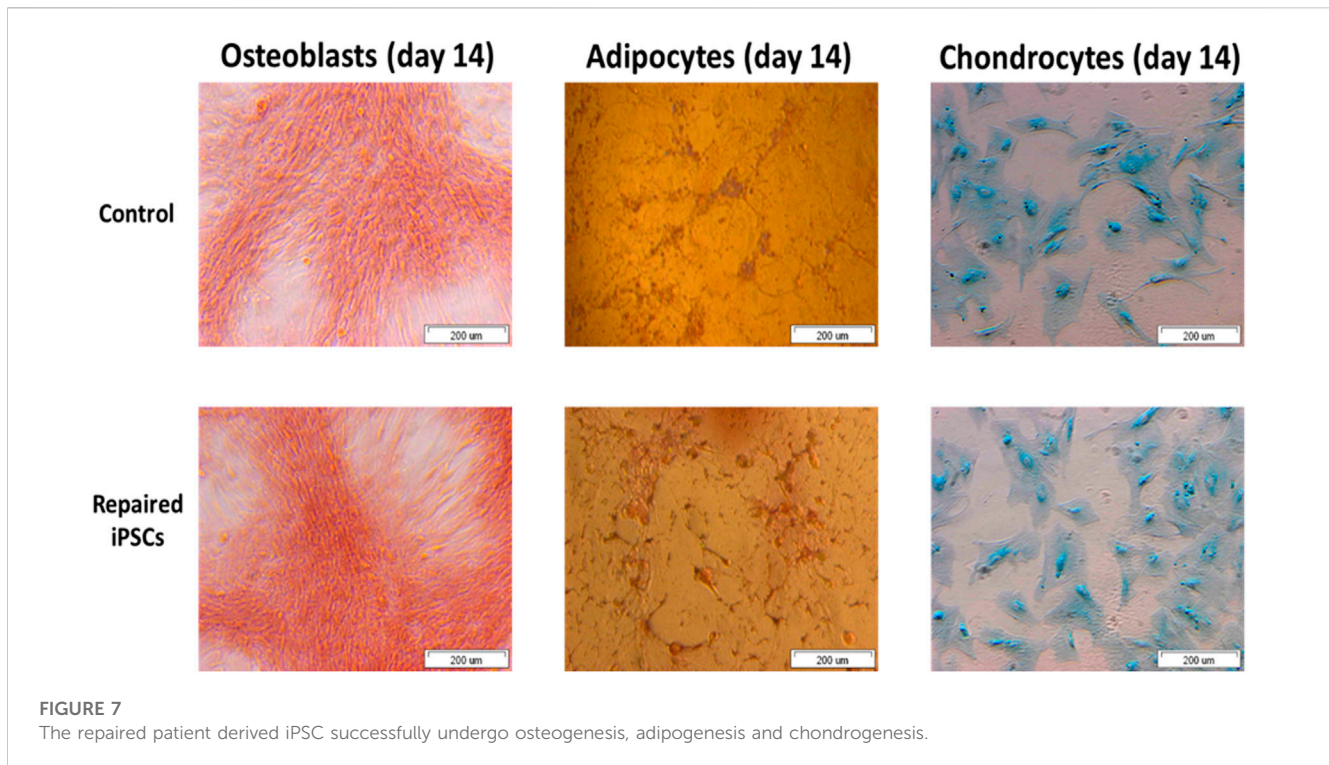 Osteoblasts (day 14)
Adipocytes (day 14)
Chondrocytes (day 14)
Control
200 um
200 um
200 um
Repaired
iPSCs
200 um
200 um
200 um
FIGURE 7
The repaired patient derived iPSC successfully undergo osteogenesis, adipogenesis and chondrogenesis.